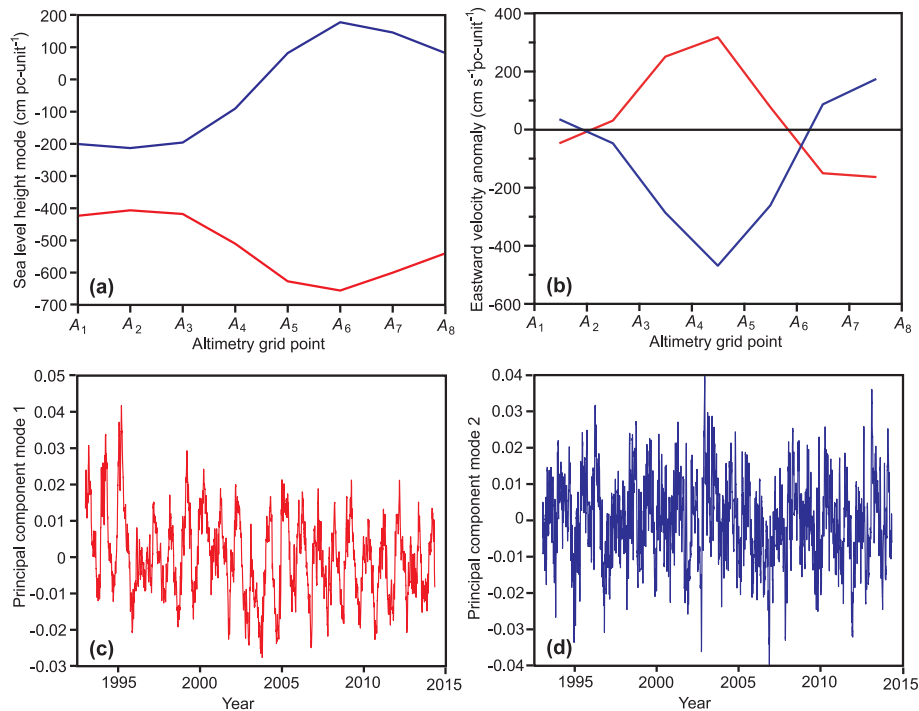 Sea level height mode (cm pc-unit⁻¹)
200
100
0
-100
-200
-300
-400
-500
-600
-700
(a)
A₁ A₂ A₃ A₄ A₅ A₆ A₇ A₈
Altimetry grid point
Eastward velocity anomaly (cm s⁻¹pc-unit⁻¹)
400
200
0
-200
-400
-600
(b)
A₁ A₂ A₃ A₄ A₅ A₆ A₇ A₈
Altimetry grid point
Principal component mode 1
0.05
0.04
0.03
0.02
0.01
0
-0.01
-0.02
-0.03
(c)
1995 2000 2005 2010 2015
Year
Principal component mode 2
0.04
0.03
0.02
0.01
0
-0.01
-0.02
-0.03
-0.04
(d)
1995 2000 2005 2010 2015
Year